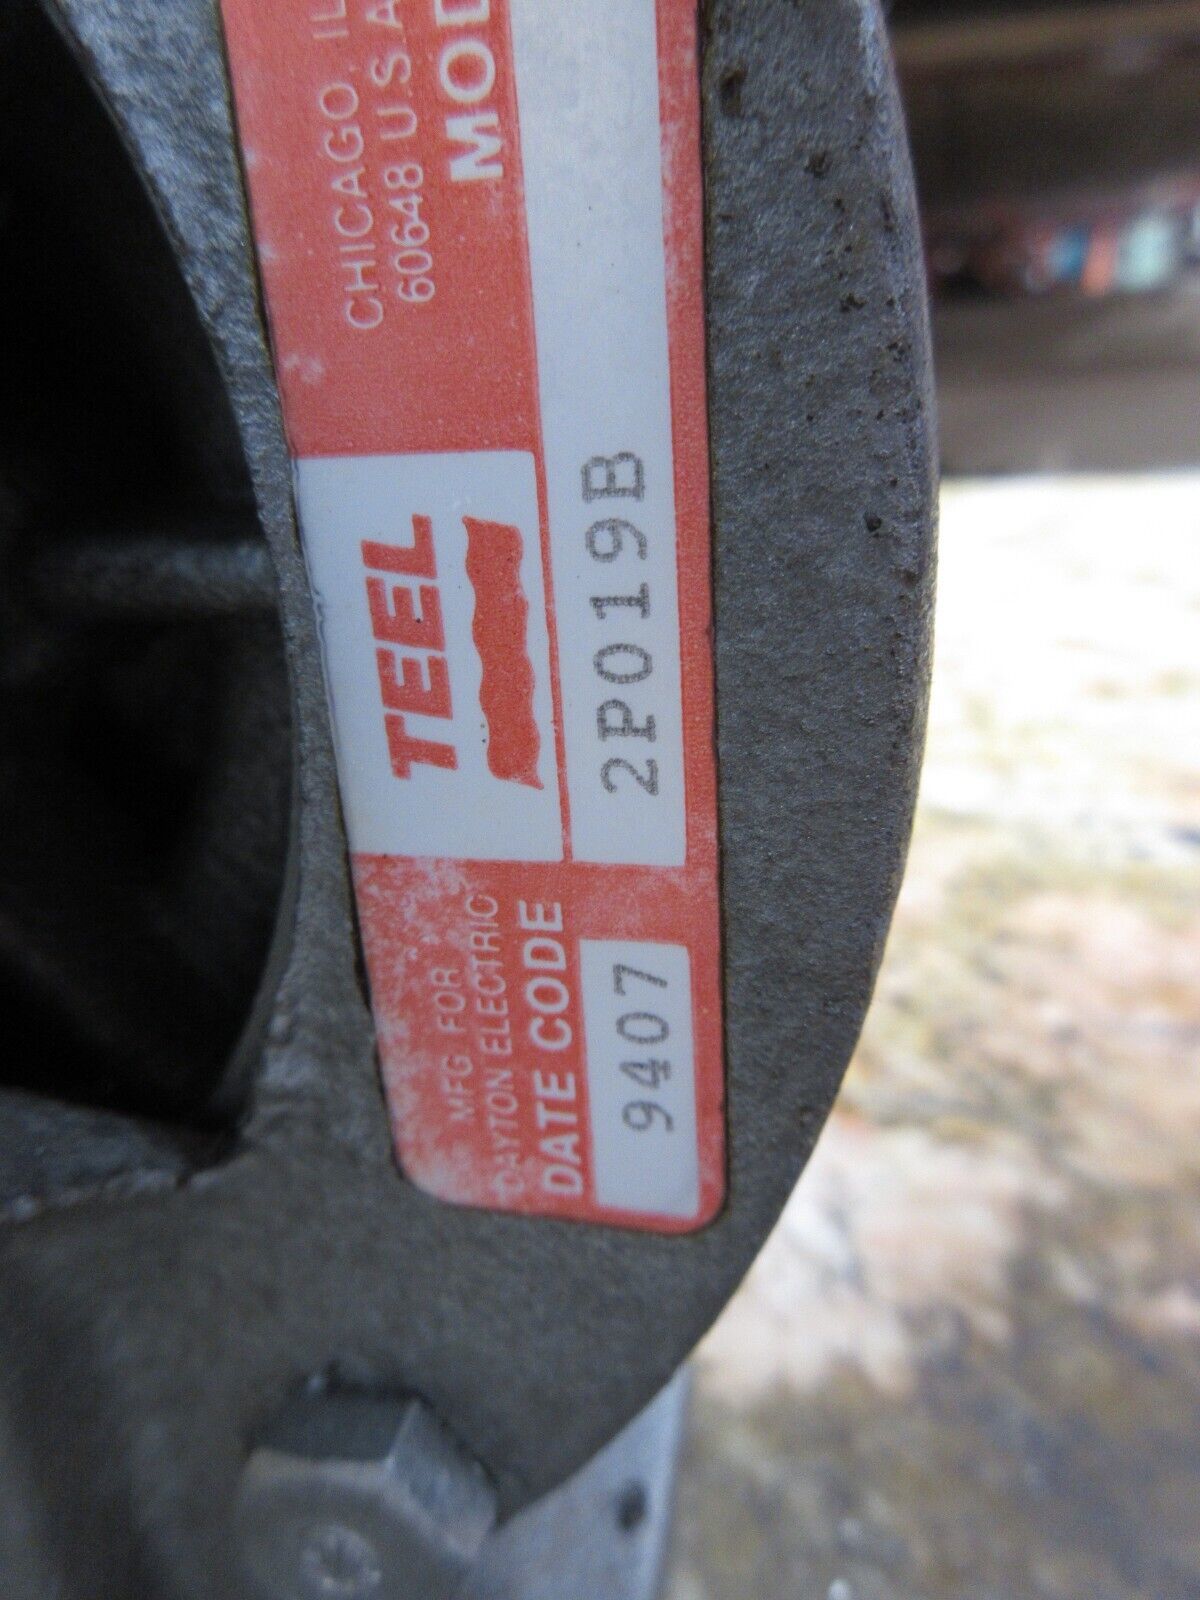 MFG FOR
DAYTON ELECTRIC
DATE CODE
9407
TEEL
2P019B
CHICAGO, IL
60648 U.S.A
MOD